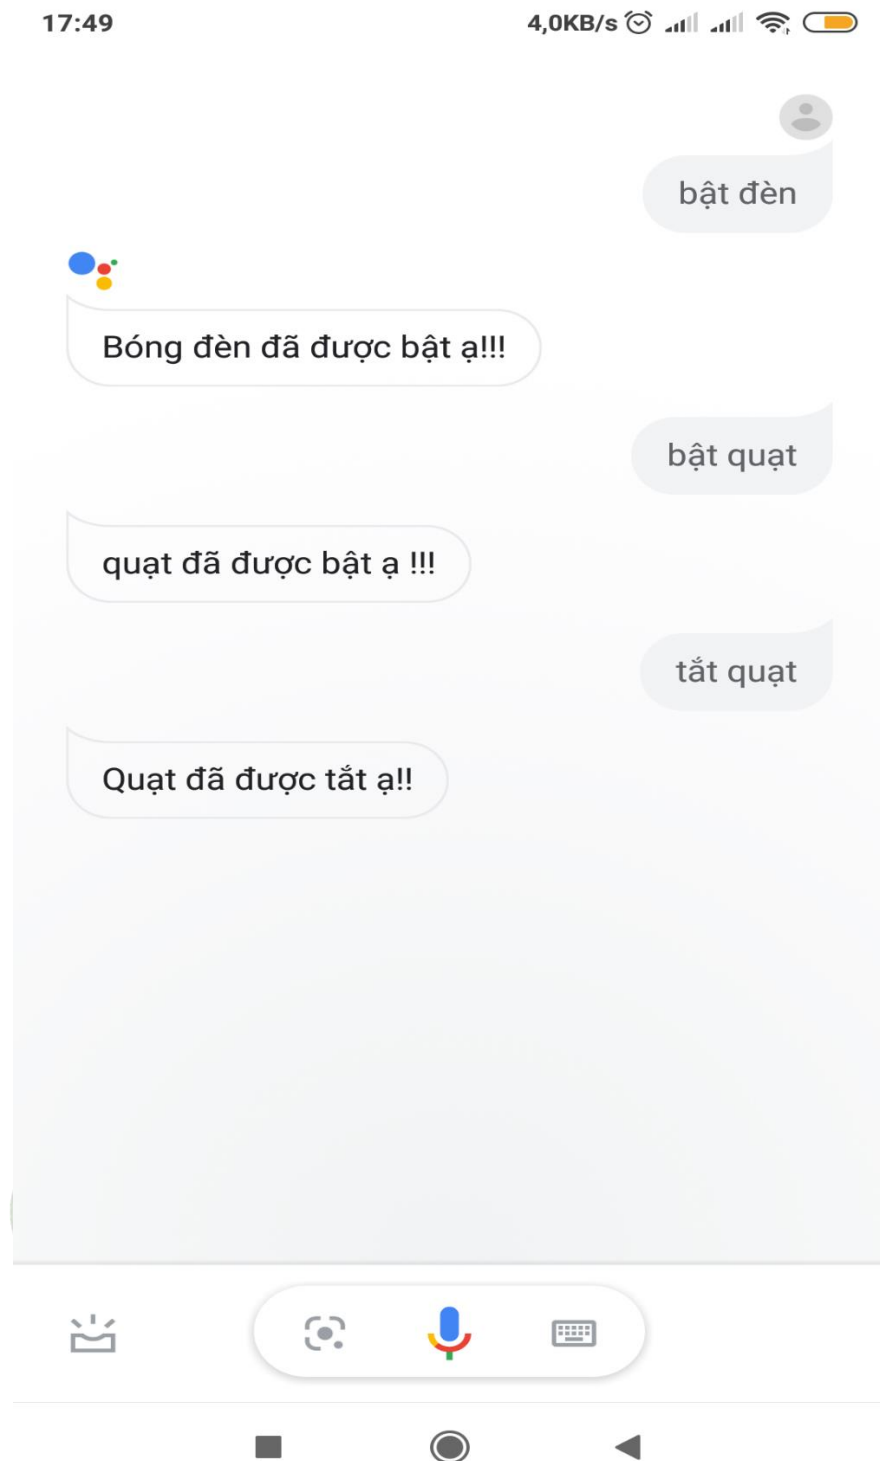 17:49
4,0KB/s
bật đèn
Bóng đèn đã được bật ạ!!!
bật quạt
quạt đã được bật ạ !!!
tắt quạt
Quạt đã được tắt ạ!!